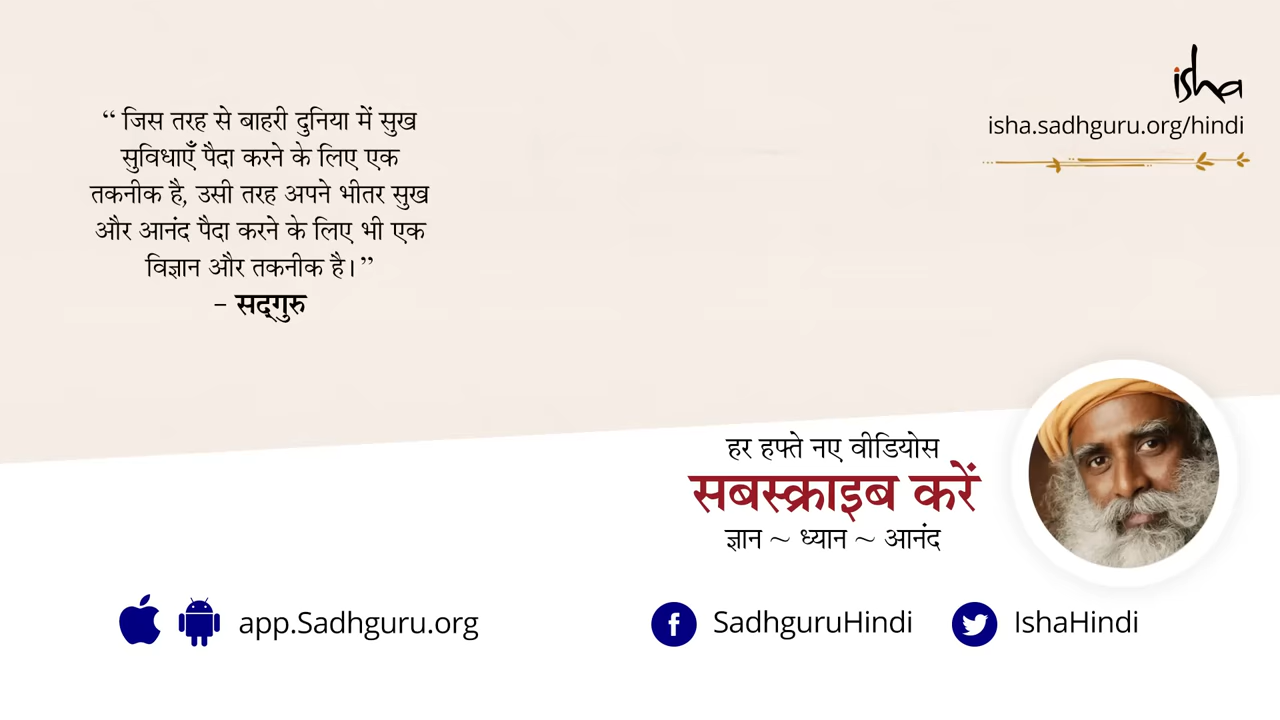 “ जिस तरह से बाहरी दुनिया में सुख
सुविधाएँ पैदा करने के लिए एक
तकनीक है, उसी तरह अपने भीतर सुख
और आनंद पैदा करने के लिए भी एक
विज्ञान और तकनीक है।”
- सद्‌गुरु
isha
isha.sadhguru.org/hindi
हर हफ्ते नए वीडियोस
सबस्क्राइब करें
ज्ञान ~ ध्यान ~ आनंद
app.Sadhguru.org
SadhguruHindi
IshaHindi